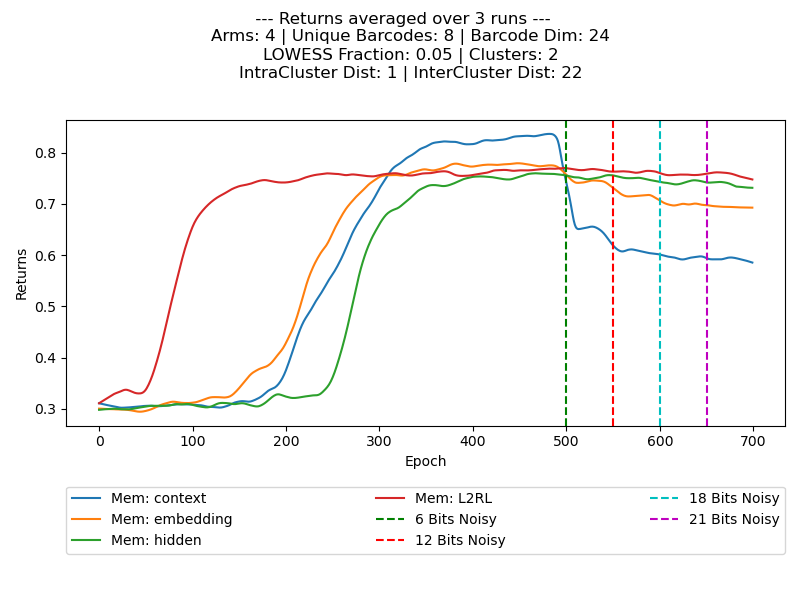 --- Returns averaged over 3 runs ---
Arms: 4 | Unique Barcodes: 8 | Barcode Dim: 24
LOWESS Fraction: 0.05 | Clusters: 2
IntraCluster Dist: 1 | InterCluster Dist: 22
0.8
0.7
0.6
0.5
0.4
0.3
Returns
0 100 200 300 400 500 600 700
Epoch
Mem: context
Mem: embedding
Mem: hidden
Mem: L2RL
6 Bits Noisy
12 Bits Noisy
18 Bits Noisy
21 Bits Noisy